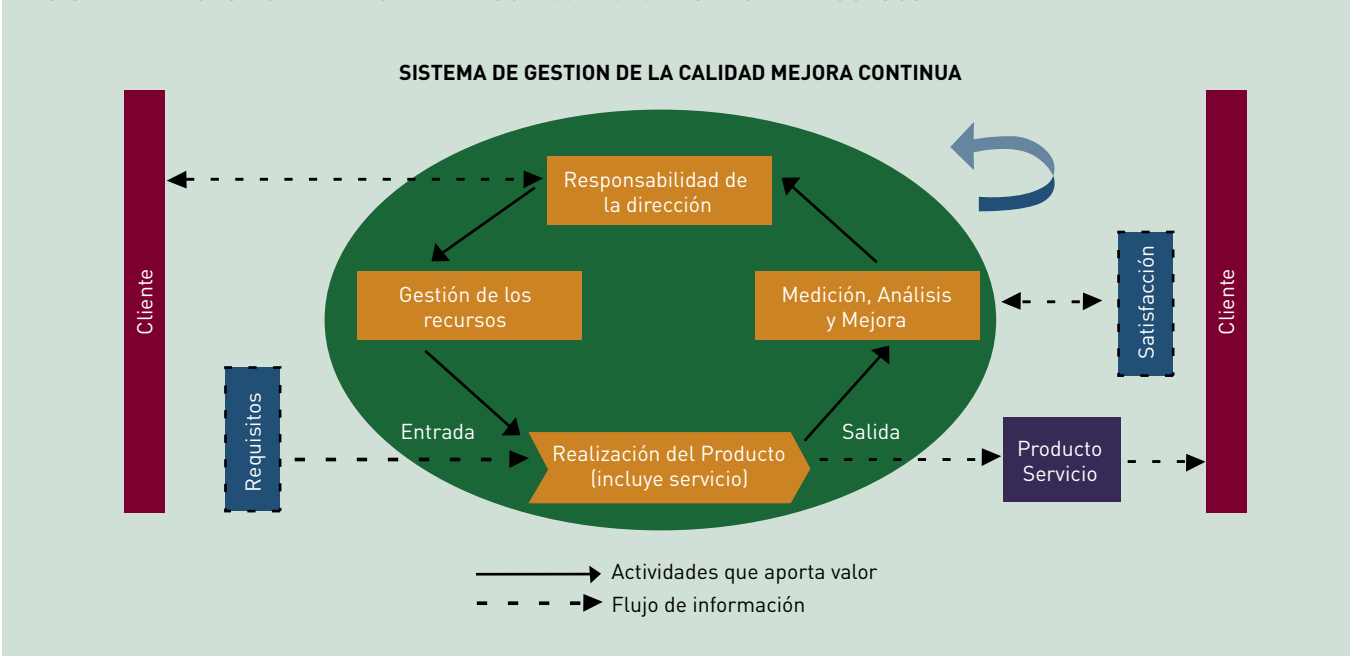 SISTEMA DE GESTION DE LA CALIDAD MEJORA CONTINUA
Cliente
Responsabilidad de
la dirección
Gestión de los
recursos
Medición, Análisis
y Mejora
Satisfacción
Cliente
Requisitos
Entrada
Realización del Producto
(incluye servicio)
Salida
Producto
Servicio
Actividades que aporta valor
Flujo de información